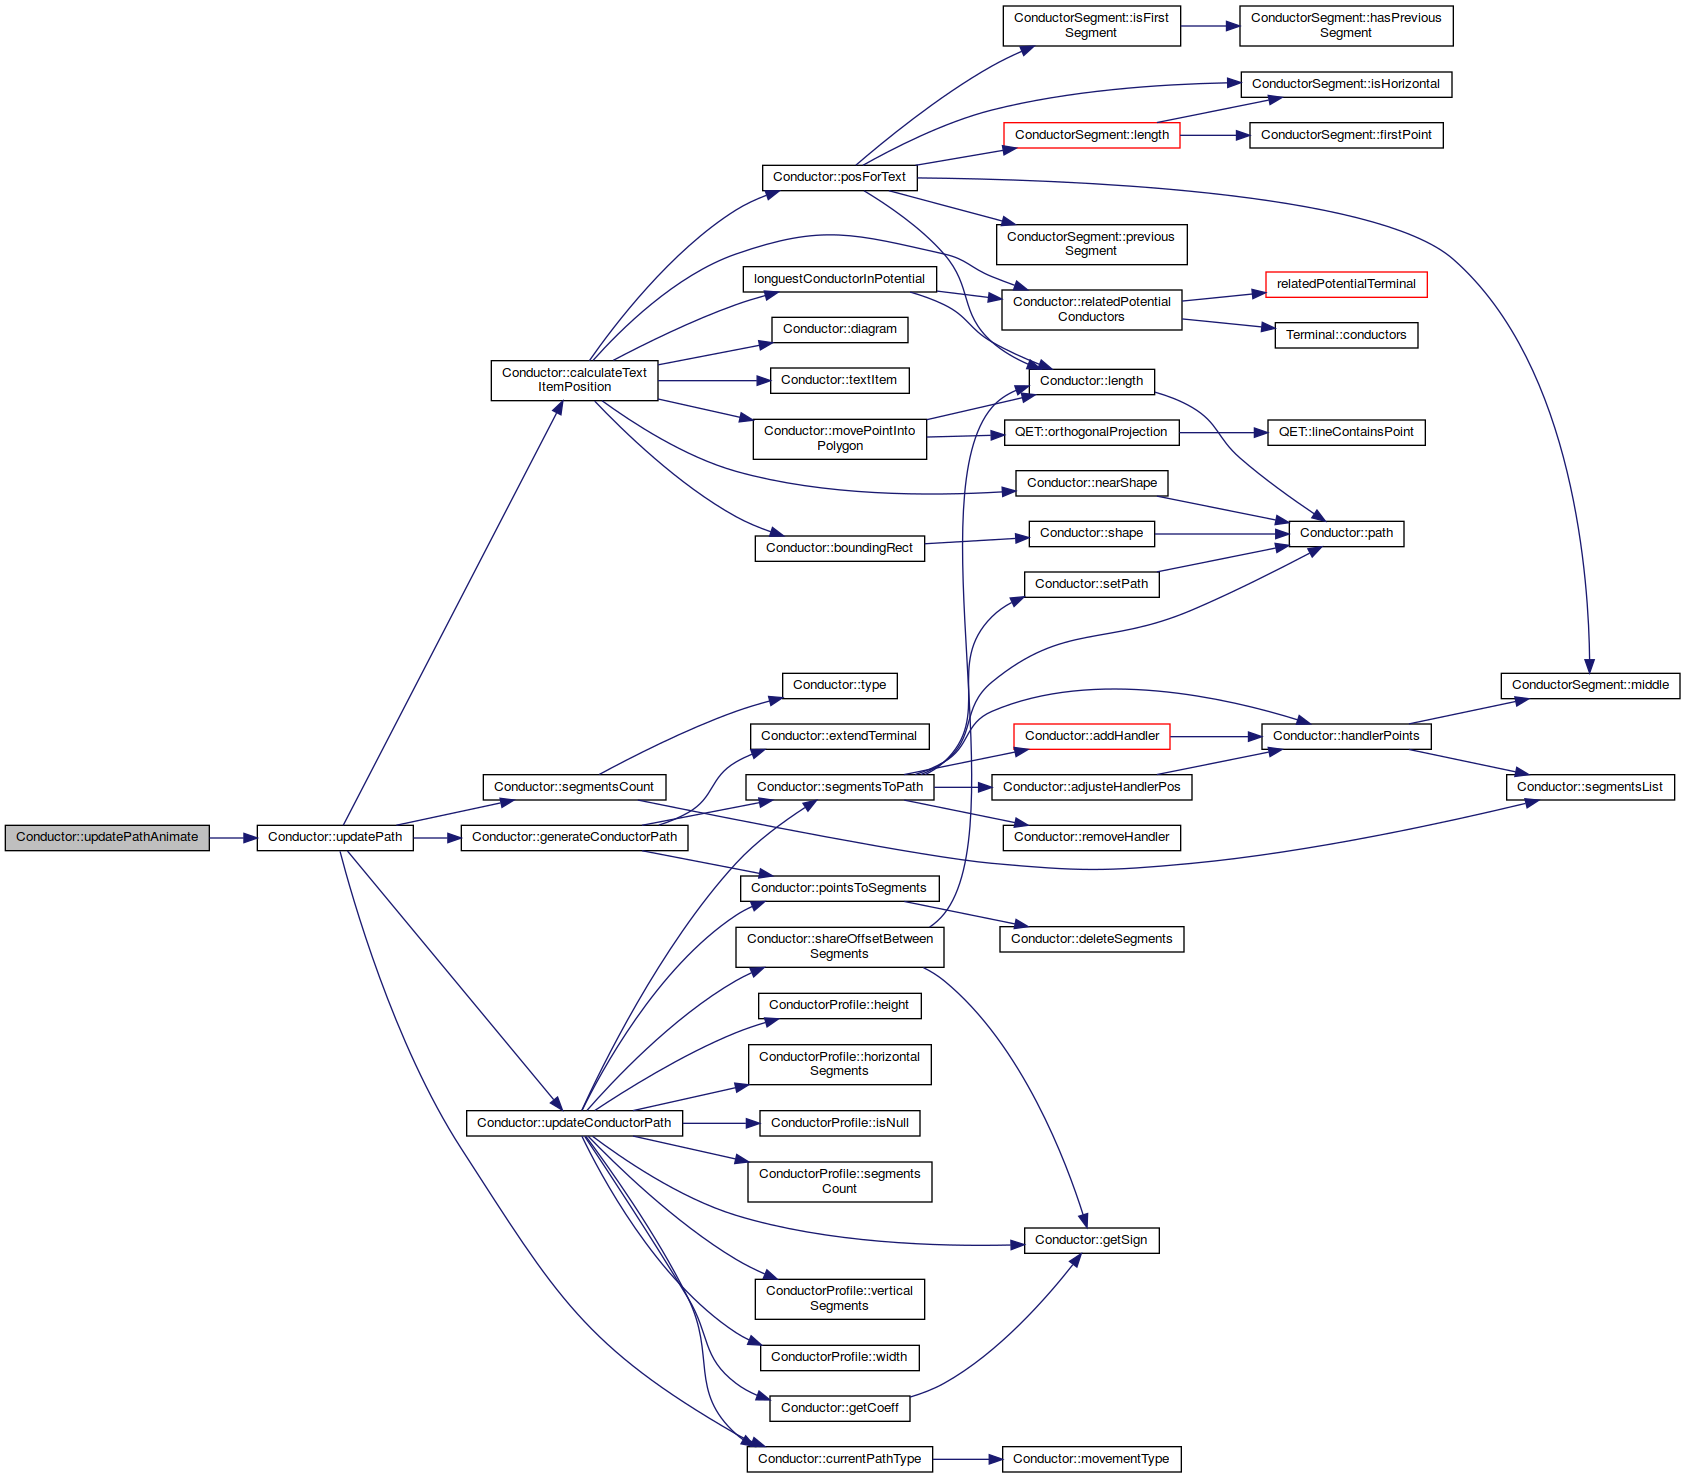 ConductorSegment::isFirst
Segment
ConductorSegment::hasPrevious
Segment
ConductorSegment::isHorizontal
ConductorSegment::length
ConductorSegment::firstPoint
Conductor::posForText
ConductorSegment::previous
Segment
longuestConductorInPotential
Conductor::relatedPotential
Conductors
relatedPotentialTerminal
Terminal::conductors
Conductor::diagram
Conductor::calculateText
ItemPosition
Conductor::textItem
Conductor::length
Conductor::movePointInto
Polygon
QET::orthogonalProjection
QET::lineContainsPoint
Conductor::nearShape
Conductor::boundingRect
Conductor::shape
Conductor::path
Conductor::setPath
Conductor::type
ConductorSegment::middle
Conductor::extendTerminal
Conductor::addHandler
Conductor::handlerPoints
Conductor::segmentsCount
Conductor::segmentsToPath
Conductor::adjusteHandlerPos
Conductor::segmentsList
Conductor::updatePathAnimate
Conductor::updatePath
Conductor::generateConductorPath
Conductor::removeHandler
Conductor::pointsToSegments
Conductor::shareOffsetBetween
Segments
Conductor::deleteSegments
ConductorProfile::height
ConductorProfile::horizontal
Segments
Conductor::updateConductorPath
ConductorProfile::isNull
ConductorProfile::segments
Count
Conductor::getSign
ConductorProfile::vertical
Segments
ConductorProfile::width
Conductor::getCoeff
Conductor::currentPathType
Conductor::movementType